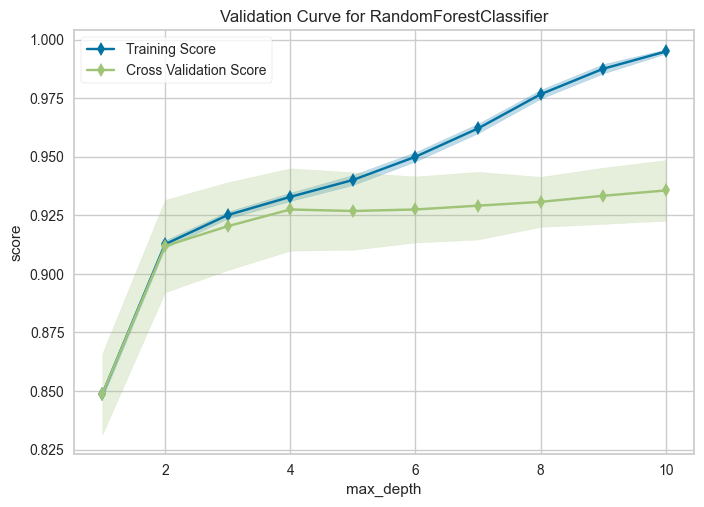 Validation Curve for RandomForestClassifier
Training Score
Cross Validation Score
1.000
0.975
0.950
0.925
0.900
0.875
0.850
0.825
score
2 4 6 8 10
max_depth